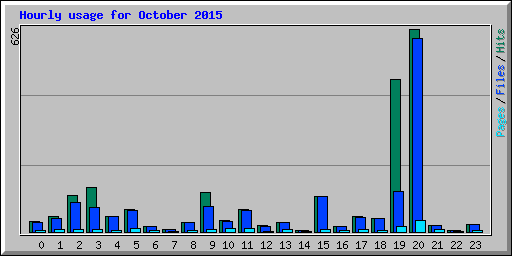 Hourly usage for October 2015
626
Pages/Files/Hits
0 1 2 3 4 5 6 7 8 9 10 11 12 13 14 15 16 17 18 19 20 21 22 23